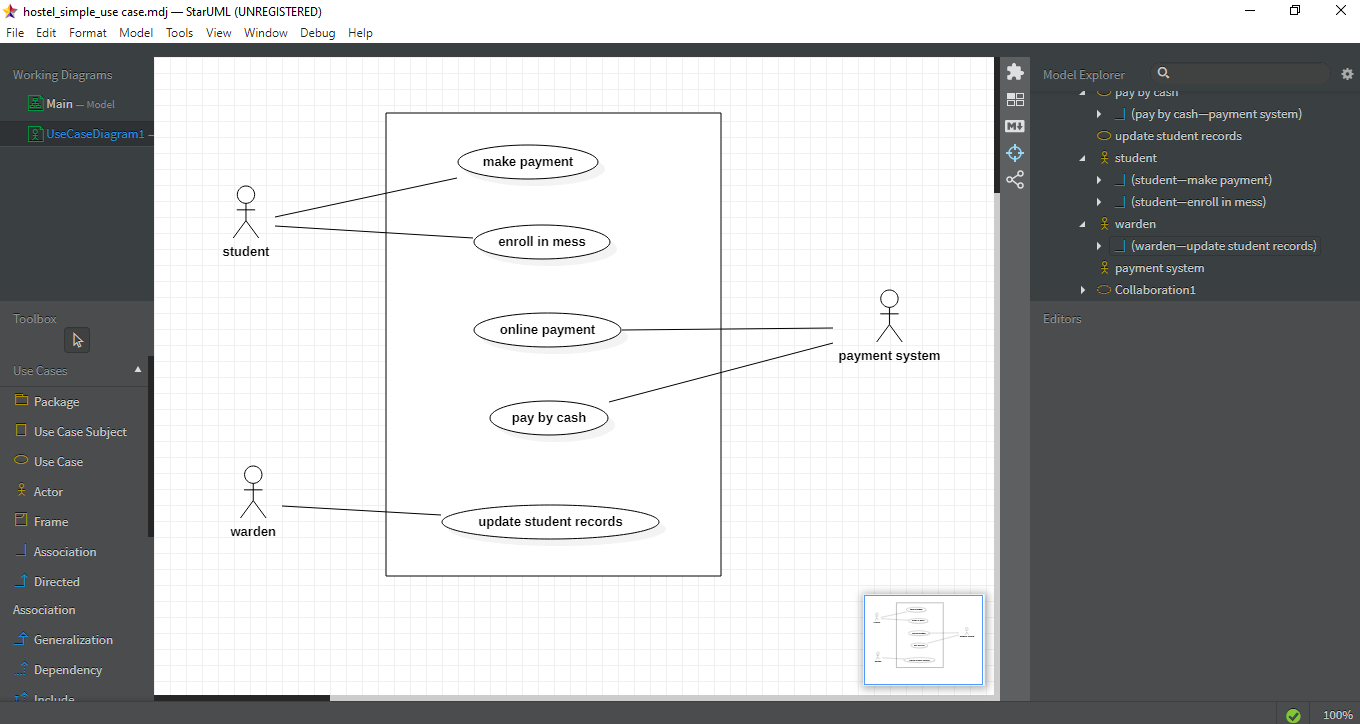 hostel_simple_use case.mdj — StarUML (UNREGISTERED)
File Edit Format Model Tools View Window Debug Help
Working Diagrams
Main — Model
UseCaseDiagram1 –
Toolbox
Use Cases
Package
Use Case Subject
Use Case
Actor
Frame
Association
Directed
Association
Generalization
Dependency
Include
make payment
student
enroll in mess
online payment
payment system
pay by cash
warden
update student records
M
Model Explorer
pay by cash
(pay by cash—payment system)
update student records
student
(student—make payment)
(student—enroll in mess)
warden
(warden—update student records)
payment system
Collaboration1
Editors
100%